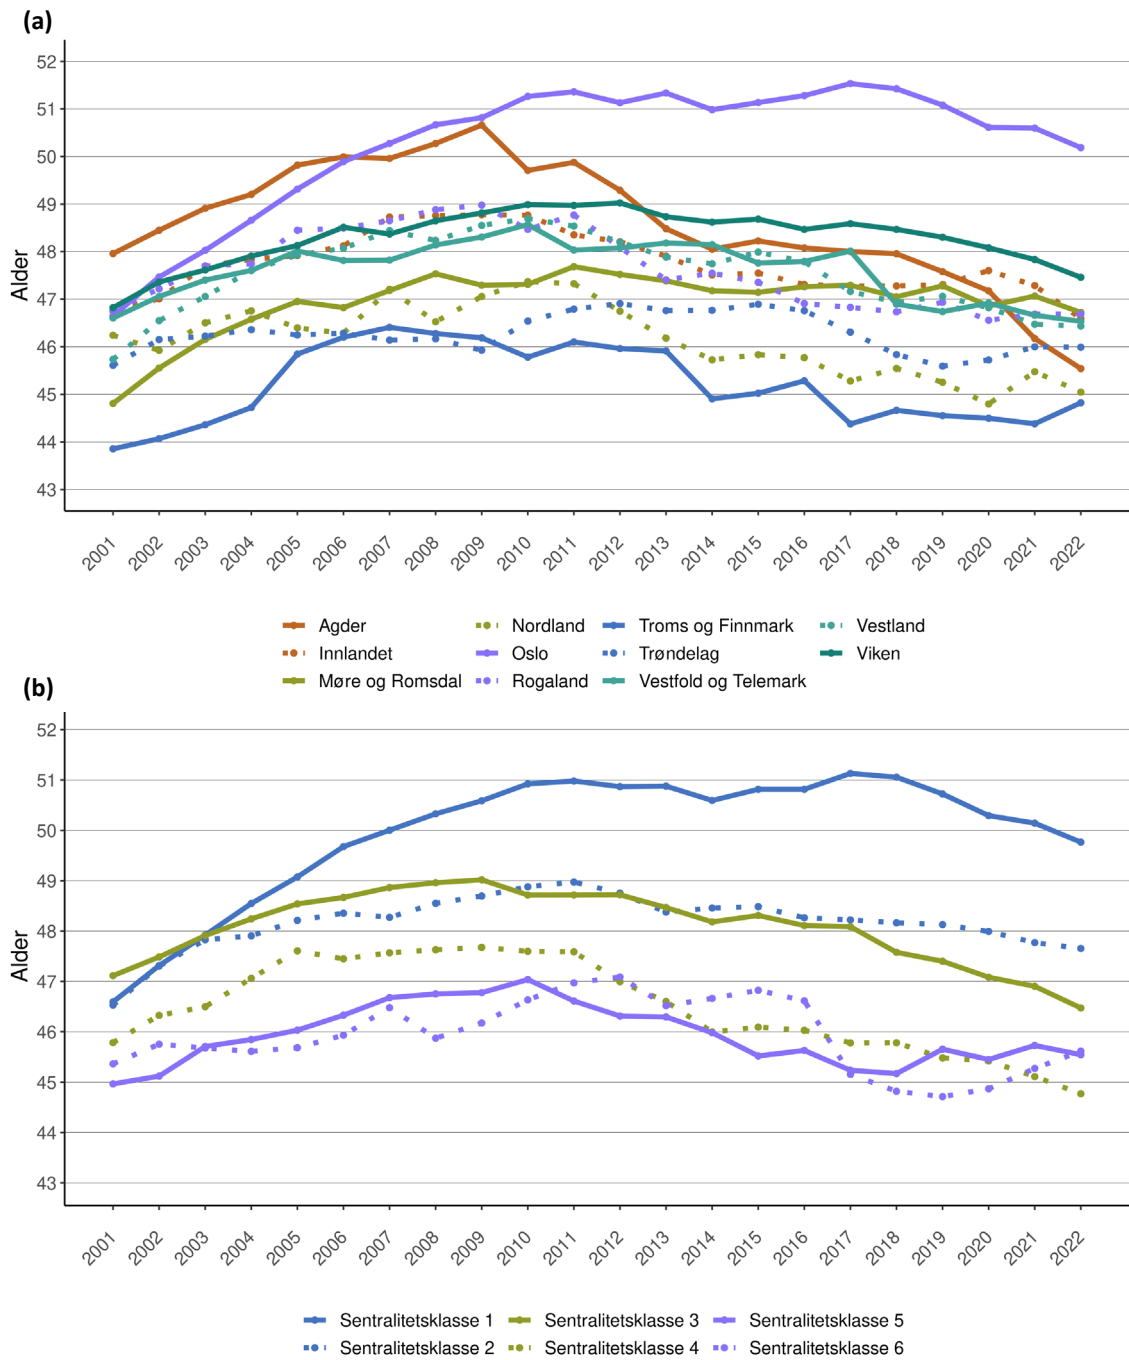 (a)
52
51
50
49
48
47
46
45
44
43
Alder
2001 2002 2003 2004 2005 2006 2007 2008 2009 2010 2011 2012 2013 2014 2015 2016 2017 2018 2019 2020 2021 2022
Agder Nordland Troms og Finnmark Vestland
Innlandet Oslo Trøndelag Viken
Møre og Romsdal Rogaland Vestfold og Telemark
(b)
52
51
50
49
48
47
46
45
44
43
Alder
2001 2002 2003 2004 2005 2006 2007 2008 2009 2010 2011 2012 2013 2014 2015 2016 2017 2018 2019 2020 2021 2022
Sentralitetsklasse 1 Sentralitetsklasse 3 Sentralitetsklasse 5
Sentralitetsklasse 2 Sentralitetsklasse 4 Sentralitetsklasse 6